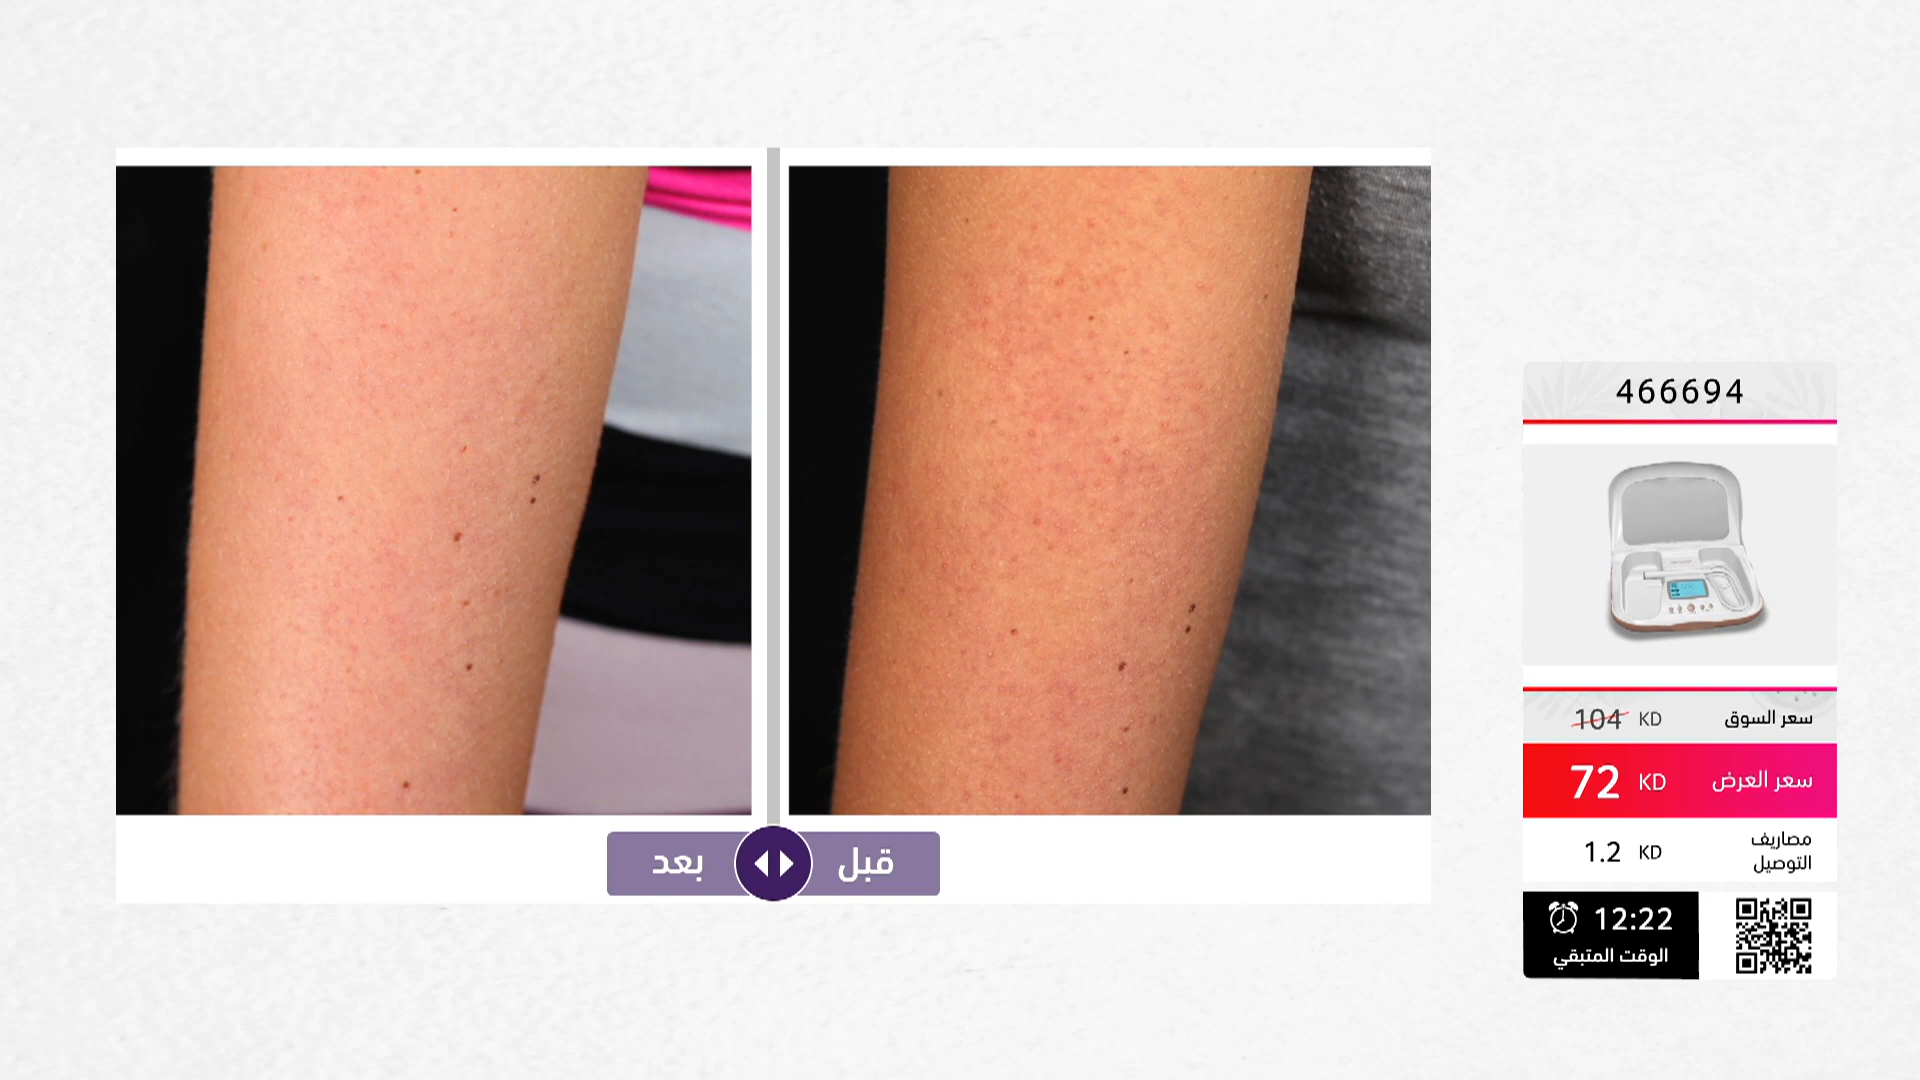 قبل
بعد
466694
سعر السوق 104 KD
سعر العرض 72 KD
مصاريف
التوصيل
1.2 KD
12:22
الوقت المتبقي